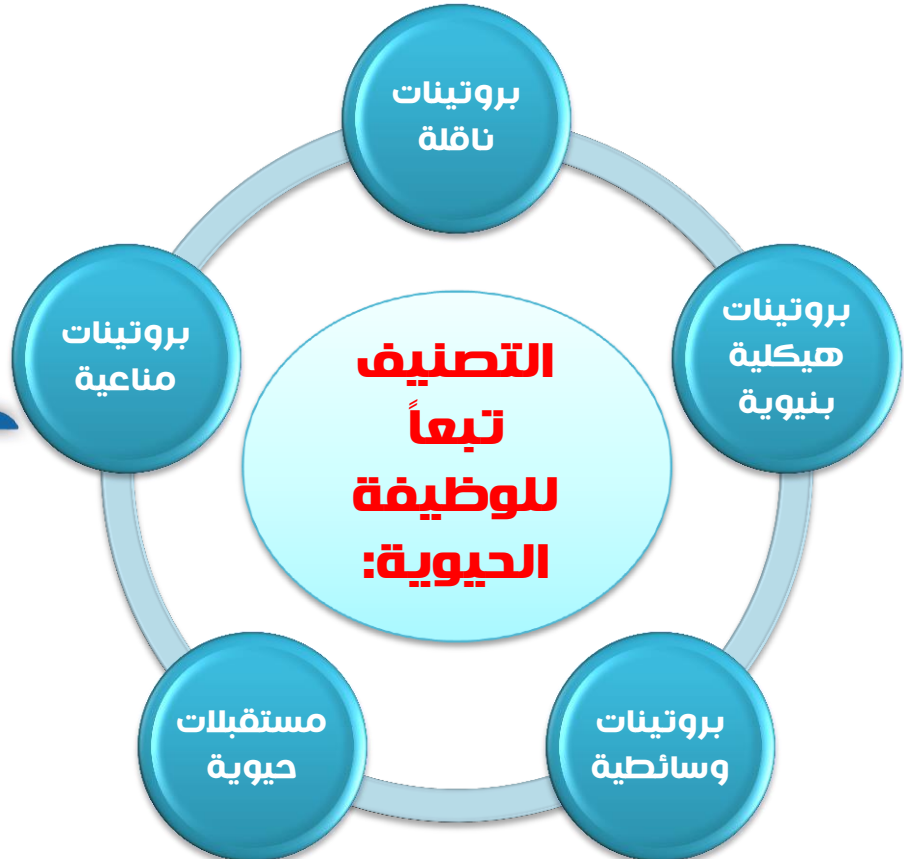 بروتينات
ناقلة
بروتينات
هيكلية
بنيوية
بروتينات
وسائطية
مستقبلات
حيوية
بروتينات
مناعية
التصنيف
تبعاً
للوظيفة
الحيوية: